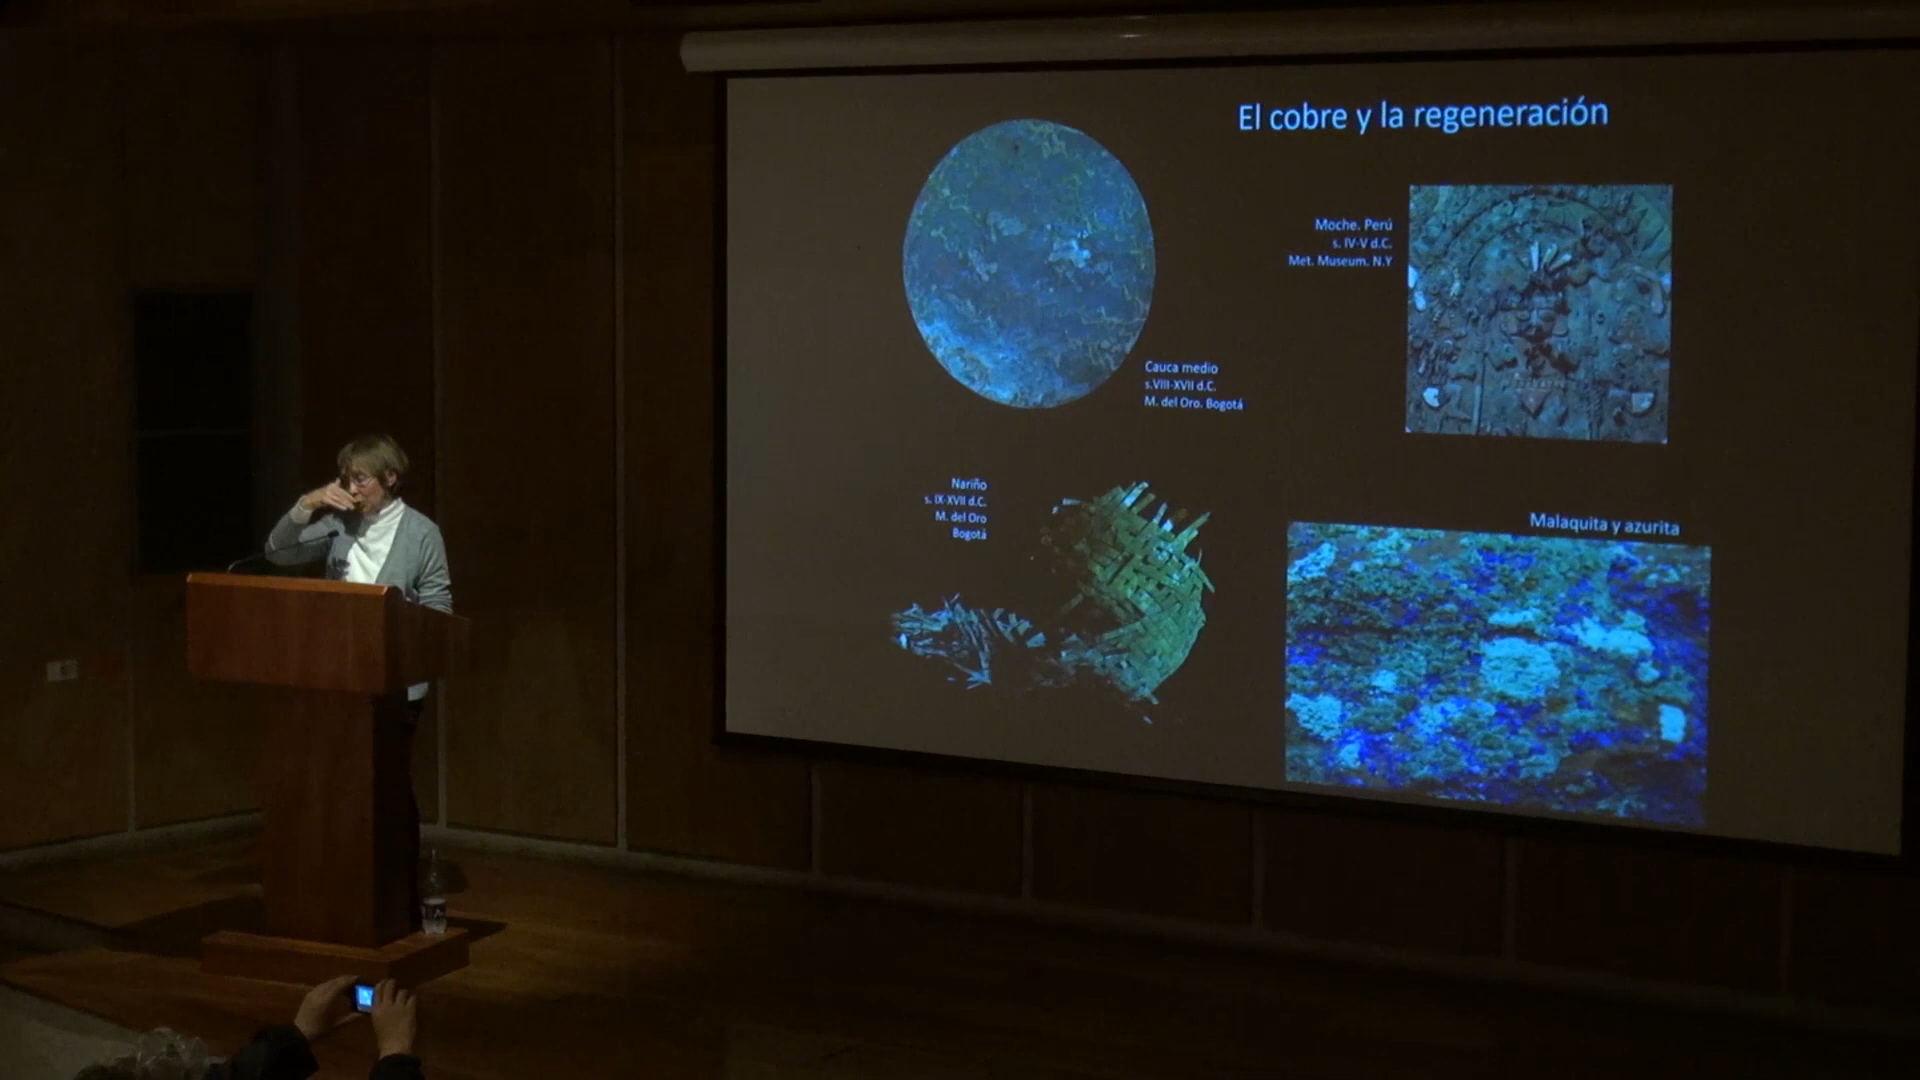 El cobre y la regeneración
Moche. Perú
s. IV-V d.C.
Met. Museum. N.Y
Cauca medio
s.VIII-XVII d.C.
M. del Oro. Bogotá
Nariño
s. IX-XVII d.C.
M. del Oro
Bogotá
Malaquita y azurita